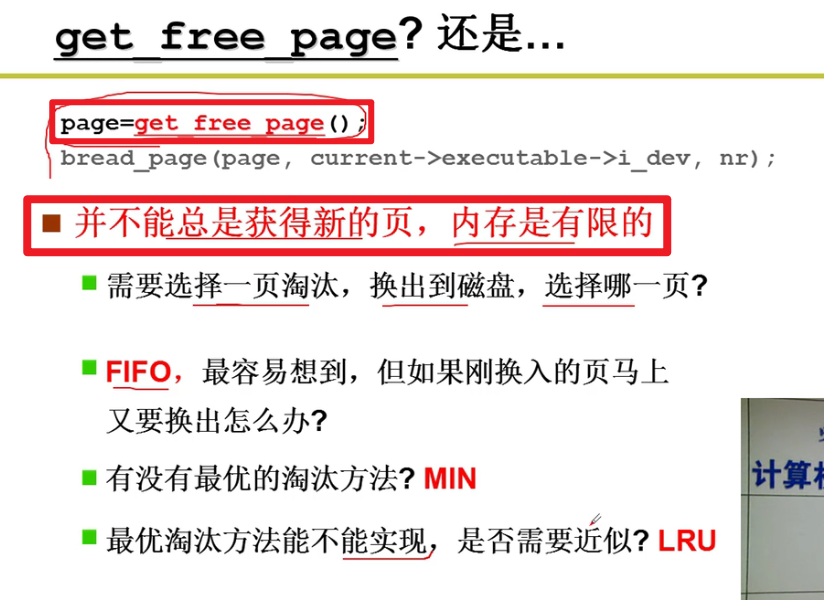 get_free_page? 还是...
page=get_free_page();
bread_page(page, current->executable->i_dev, nr);
并不能总是获得新的页，内存是有限的
需要选择一页淘汰，换出到磁盘，选择哪一页?
FIFO，最容易想到，但如果刚换入的页马上
又要换出怎么办?
有没有最优的淘汰方法? MIN
最优淘汰方法能不能实现，是否需要近似? LRU
计算